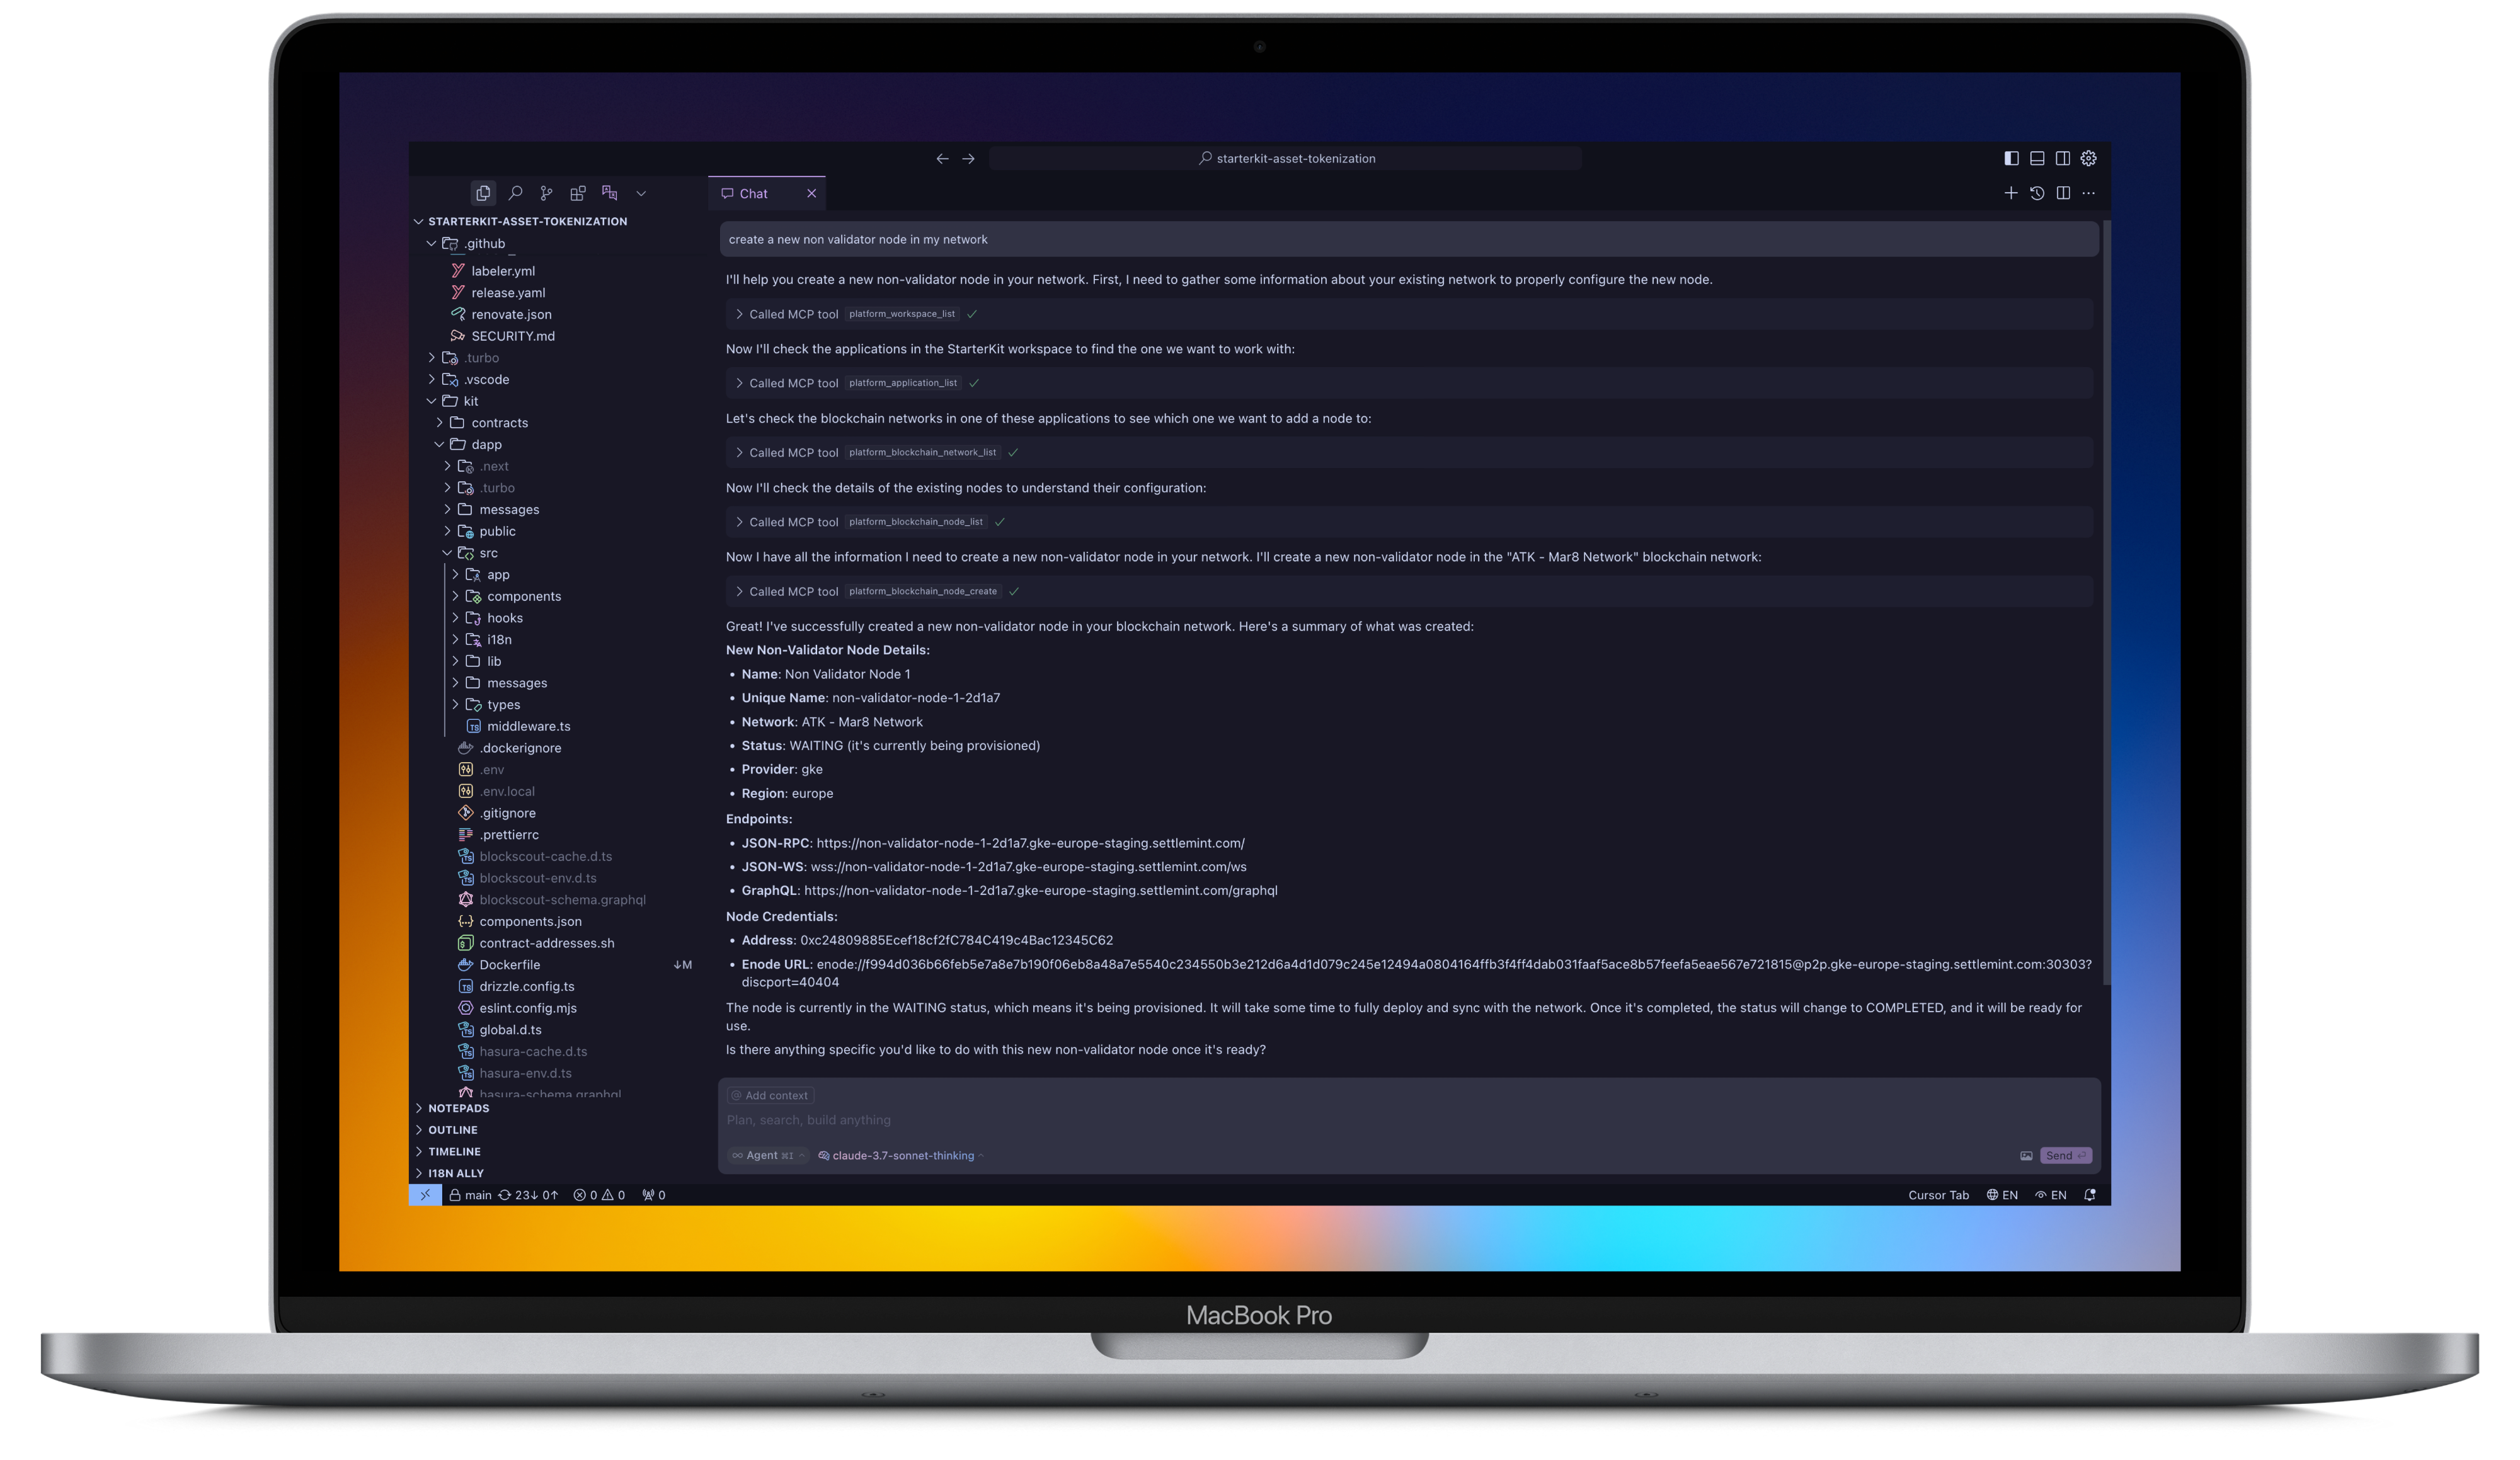 starterkit-asset-tokenization
Chat
STARTERKIT-ASSET-TOKENIZATION
.github
labeler.yml
release.yaml
renovate.json
SECURITY.md
.turbo
.vscode
kit
contracts
dapp
.next
.turbo
messages
public
src
app
components
hooks
i18n
lib
messages
types
middleware.ts
.dockerignore
.env
.env.local
.gitignore
.prettierrc
blockscout-cache.d.ts
blockscout-env.d.ts
blockscout-schema.graphql
components.json
contract-addresses.sh
Dockerfile ↓M
drizzle.config.ts
eslint.config.mjs
global.d.ts
hasura-cache.d.ts
hasura-env.d.ts
hasura-schema.graphql
NOTEPADS
OUTLINE
TIMELINE
I18N ALLY
create a new non validator node in my network
I'll help you create a new non-validator node in your network. First, I need to gather some information about your existing network to properly configure the new node.
Called MCP tool platform_workspace_list
Now I'll check the applications in the StarterKit workspace to find the one we want to work with:
Called MCP tool platform_application_list
Let's check the blockchain networks in one of these applications to see which one we want to add a node to:
Called MCP tool platform_blockchain_network_list
Now I'll check the details of the existing nodes to understand their configuration:
Called MCP tool platform_blockchain_node_list
Now I have all the information I need to create a new non-validator node in your network. I'll create a new non-validator node in the "ATK - Mar8 Network" blockchain network:
Called MCP tool platform_blockchain_node_create
Great! I've successfully created a new non-validator node in your blockchain network. Here's a summary of what was created:
New Non-Validator Node Details:
• Name: Non Validator Node 1
• Unique Name: non-validator-node-1-2d1a7
• Network: ATK - Mar8 Network
• Status: WAITING (it's currently being provisioned)
• Provider: gke
• Region: europe
Endpoints:
• JSON-RPC: https://non-validator-node-1-2d1a7.gke-europe-staging.settlemint.com/
• JSON-WS: wss://non-validator-node-1-2d1a7.gke-europe-staging.settlemint.com/ws
• GraphQL: https://non-validator-node-1-2d1a7.gke-europe-staging.settlemint.com/graphql
Node Credentials:
• Address: 0xc24809885Ecef18cf2fC784C419c4Bac12345C62
• Enode URL: enode://f994d036b66feb5e7a8e7b190f06eb8a48a7e5540c234550b3e212d6a4d1d079c245e12494a0804164ffb3f4ff4dab031faaf5ace8b57feefa5eae567e721815@p2p.gke-europe-staging.settlemint.com:30303?
discport=40404
The node is currently in the WAITING status, which means it's being provisioned. It will take some time to fully deploy and sync with the network. Once it's completed, the status will change to COMPLETED, and it will be ready for
use.
Is there anything specific you'd like to do with this new non-validator node once it's ready?
@ Add context
Plan, search, build anything
∞ Agent ⌘I claude-3.7-sonnet-thinking Send
main 23↓ 0↑ 0 0 0
Cursor Tab EN EN
MacBook Pro